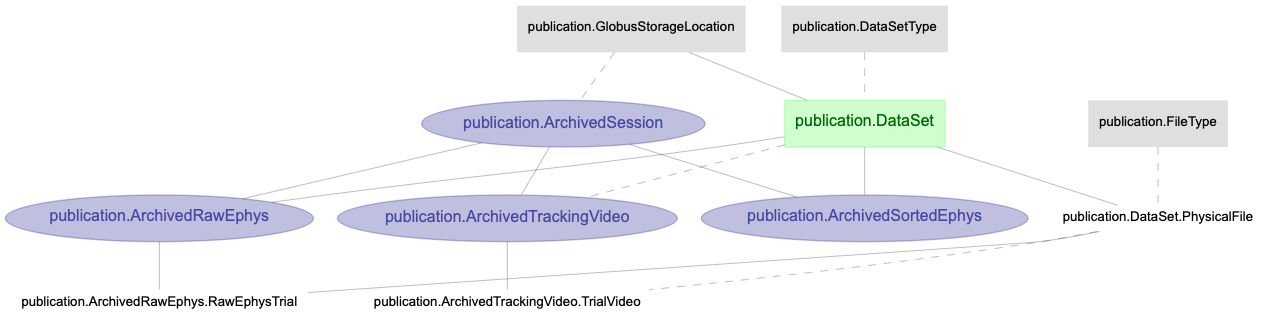 publication.GlobusStorageLocation
publication.DataSetType
publication.ArchivedSession
publication.DataSet
publication.FileType
publication.ArchivedRawEphys
publication.ArchivedTrackingVideo
publication.ArchivedSortedEphys
publication.DataSet.PhysicalFile
publication.ArchivedRawEphys.RawEphysTrial
publication.ArchivedTrackingVideo.TrialVideo